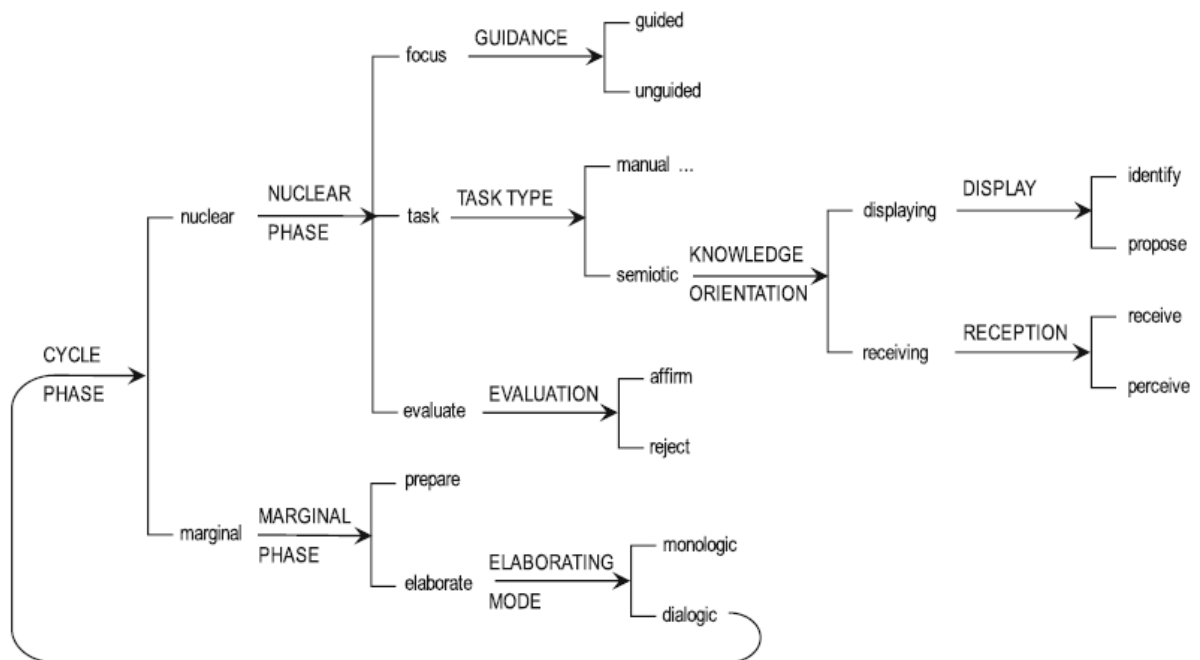 guided
GUIDANCE
focus
unguided
manual ...
identify
NUCLEAR
TASK TYPE
DISPLAY
nuclear
task
displaying
PHASE
KNOWLEDGE
propose
semiotic
ORIENTATION
receive
RECEPTION
CYCLE
receiving
affirm
PHASE
EVALUATION
perceive
evaluate
reject
prepare
MARGINAL
marginal
monologic
PHASE
ELABORATING
elaborate
MODE
dialogic